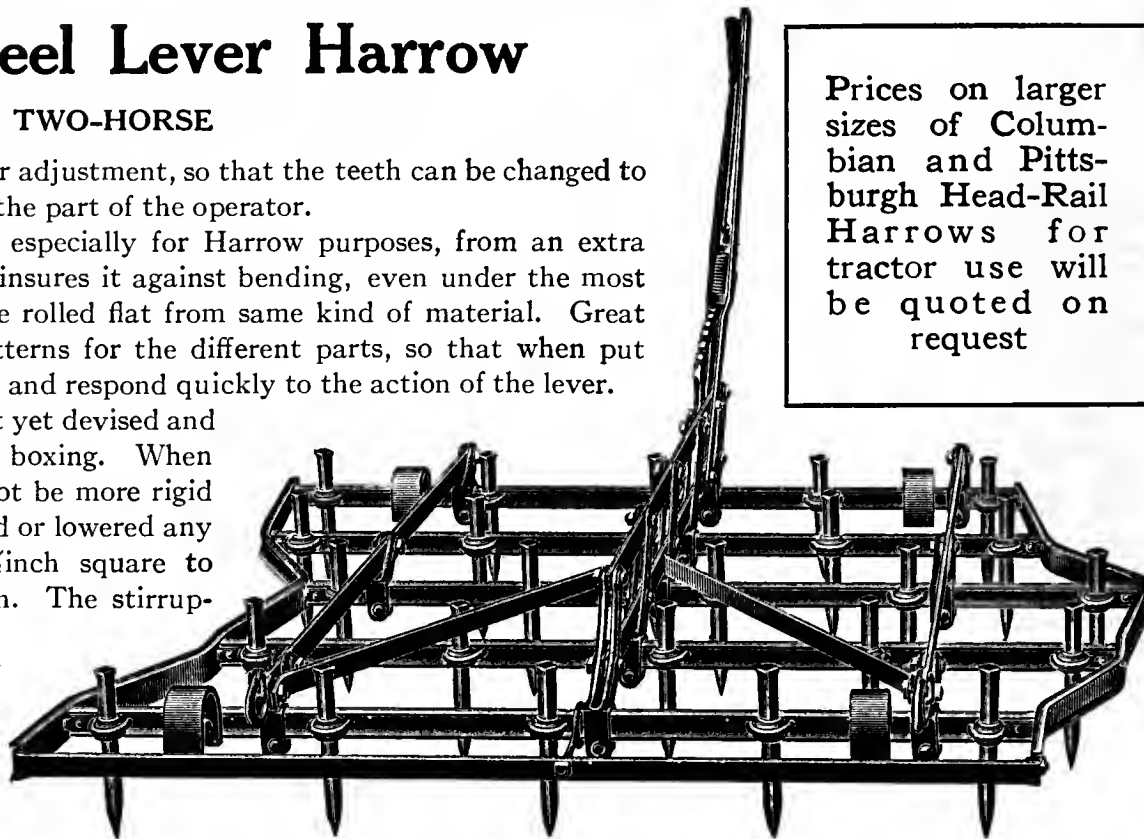 eel Lever Harrow
TWO-HORSE
r adjustment, so that the teeth can be changed to
the part of the operator.
especially for Harrow purposes, from an extra
insures it against bending, even under the most
e rolled flat from same kind of material. Great
tterns for the different parts, so that when put
and respond quickly to the action of the lever.
t yet devised and
boxing. When
ot be more rigid
d or lowered any
inch square to
n. The stirrup-
Prices on larger
sizes of Colum-
bian and Pitts-
burgh Head-Rail
Harrows for
tractor use will
be quoted on
request